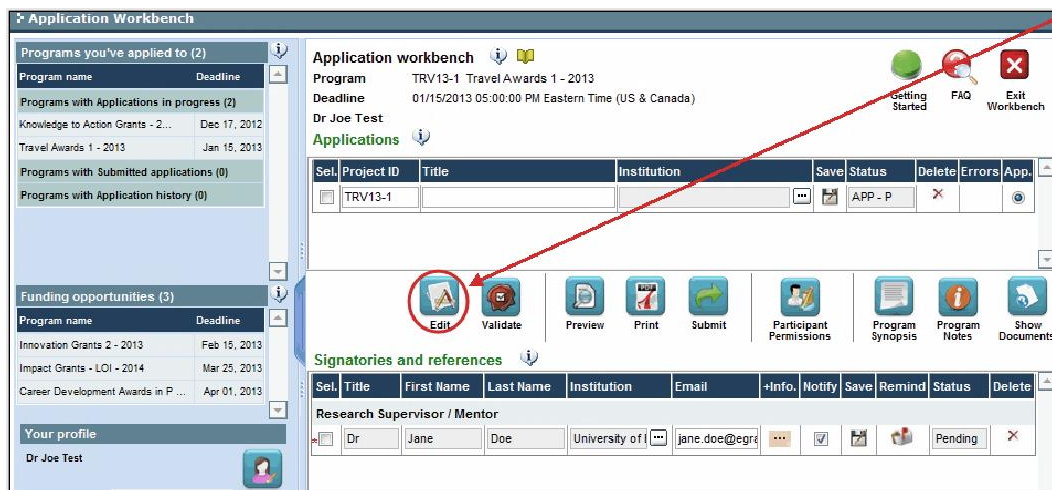 Application Workbench
Programs you've applied to (2)
Program name Deadline
Programs with Applications in progress (2)
Knowledge to Action Grants - 2... Dec 17, 2012
Travel Awards 1 - 2013 Jan 15, 2013
Programs with Submitted applications (0)
Programs with Application history (0)
Funding opportunities (3)
Program name Deadline
Innovation Grants 2 - 2013 Feb 15, 2013
Impact Grants - LOI - 2014 Mar 25, 2013
Career Development Awards in P ... Apr 01, 2013
Your profile
Dr Joe Test
Application workbench
Program TRV13-1 Travel Awards 1 - 2013
Deadline 01/15/2013 05:00:00 PM Eastern Time (US & Canada)
Dr Joe Test
Getting Started
FAQ
Exit Workbench
Applications
Sel. Project ID Title Institution Save Status Delete Errors App.
TRV13-1 APP - P
Edit Validate Preview Print Submit Participant Permissions Program Synopsis Program Notes Show Documents
Signatories and references
Sel. Title First Name Last Name Institution Email +Info. Notify Save Remind Status Delete
Research Supervisor / Mentor
* Dr Jane Doe University of jane.doe@egra Pending